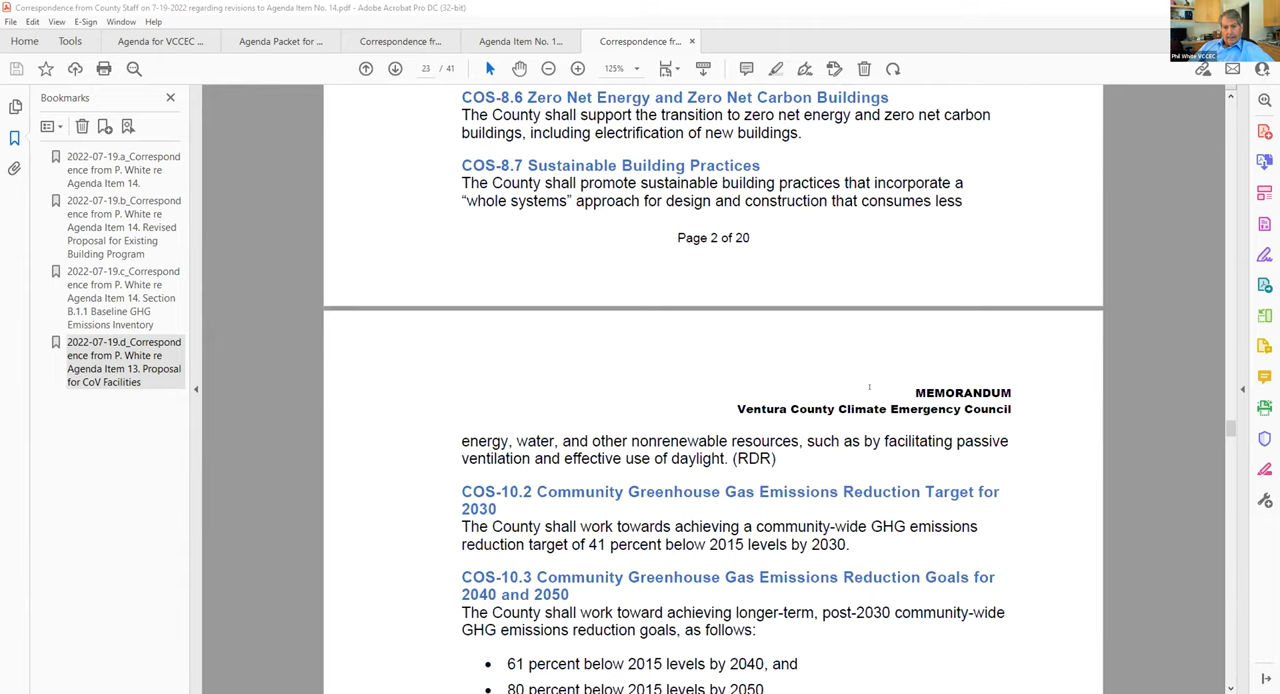 Correspondence from County Staff on 7-19-2022 regarding revisions to Agenda Item No. 14.pdf - Adobe Acrobat Pro DC (32-bit)
File Edit View E-Sign Window Help
Home Tools Agenda for VCCEC ... Agenda Packet for ... Correspondence fr... Agenda Item No. 1... Correspondence fr... ×
23 / 41 125%
Phil White VCCEC
Bookmarks
2022-07-19.a_Correspond
ence from P. White re
Agenda Item 14.
2022-07-19.b_Correspond
ence from P. White re
Agenda Item 14. Revised
Proposal for Existing
Building Program
2022-07-19.c_Correspond
ence from P. White re
Agenda Item 14. Section
B.1.1 Baseline GHG
Emissions Inventory
2022-07-19.d_Correspond
ence from P. White re
Agenda Item 13. Proposal
for CoV Facilities
COS-8.6 Zero Net Energy and Zero Net Carbon Buildings
The County shall support the transition to zero net energy and zero net carbon
buildings, including electrification of new buildings.
COS-8.7 Sustainable Building Practices
The County shall promote sustainable building practices that incorporate a
“whole systems” approach for design and construction that consumes less
Page 2 of 20
MEMORANDUM
Ventura County Climate Emergency Council
energy, water, and other nonrenewable resources, such as by facilitating passive
ventilation and effective use of daylight. (RDR)
COS-10.2 Community Greenhouse Gas Emissions Reduction Target for
2030
The County shall work towards achieving a community-wide GHG emissions
reduction target of 41 percent below 2015 levels by 2030.
COS-10.3 Community Greenhouse Gas Emissions Reduction Goals for
2040 and 2050
The County shall work toward achieving longer-term, post-2030 community-wide
GHG emissions reduction goals, as follows:
• 61 percent below 2015 levels by 2040, and
• 80 percent below 2015 levels by 2050.